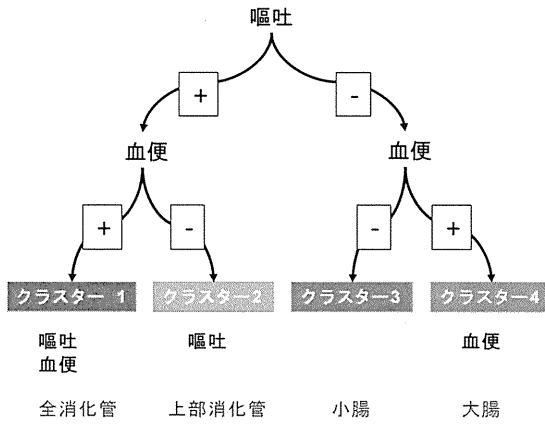 嘔吐
+
-
血便
血便
+
-
-
+
クラスター 1
クラスター2
クラスター3
クラスター4
嘔吐
血便
嘔吐
血便
全消化管
上部消化管
小腸
大腸